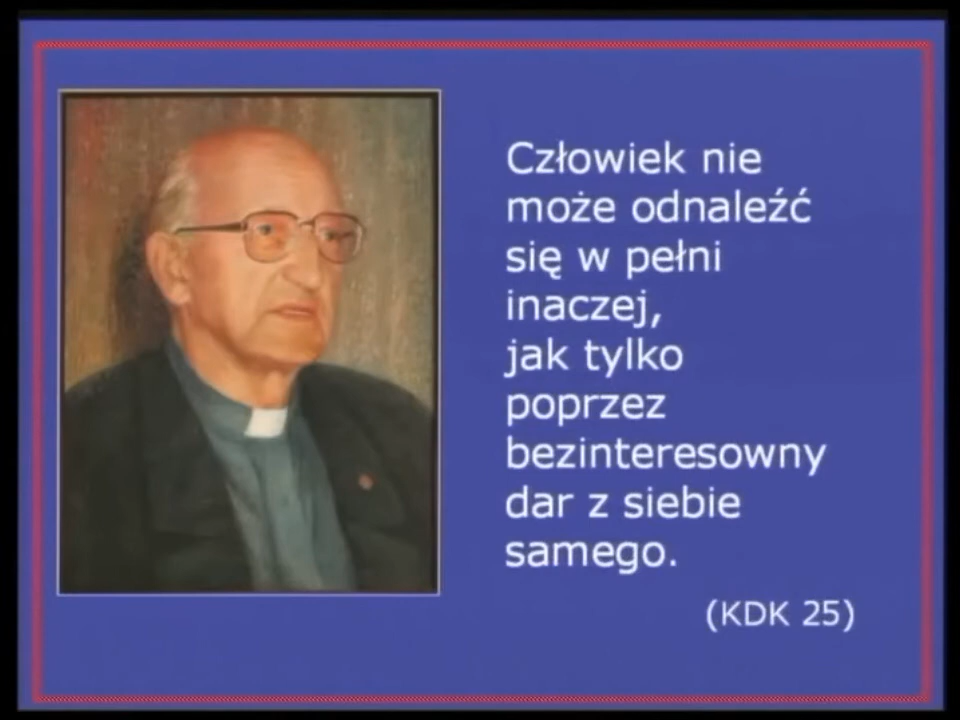 Człowiek nie
może odnaleźć
się w pełni
inaczej,
jak tylko
poprzez
bezinteresowny
dar z siebie
samego.
(KDK 25)